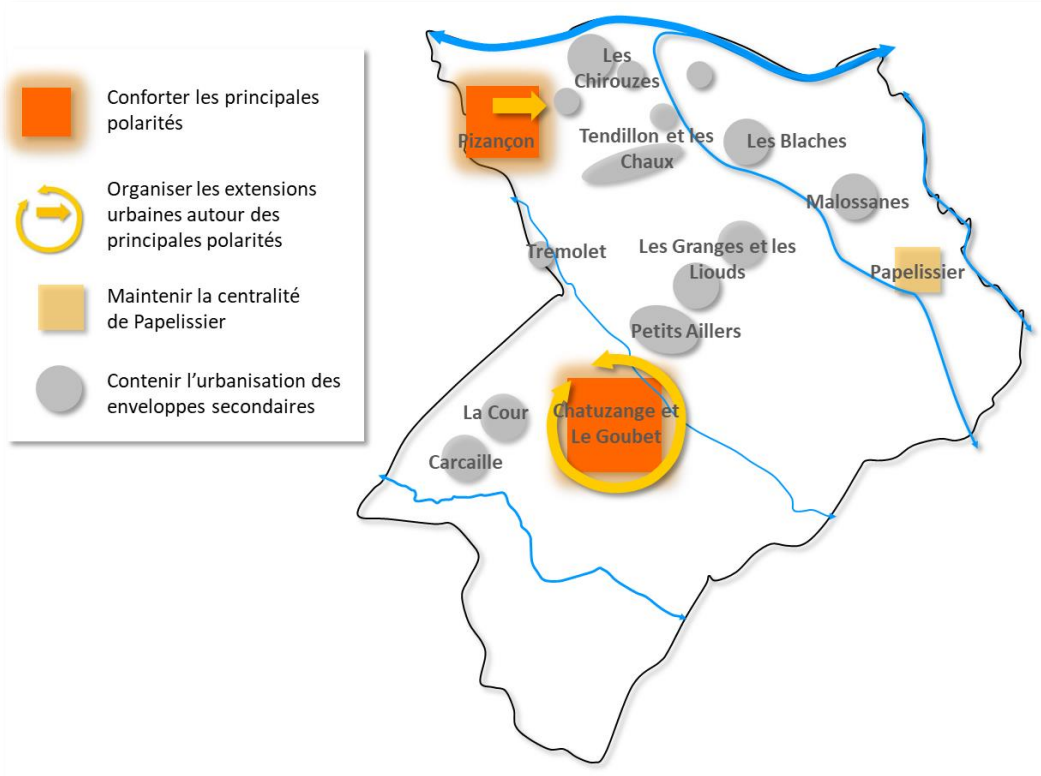 Conforter les principales
polarités
Organiser les extensions
urbaines autour des
principales polarités
Maintenir la centralité
de Papelissier
Contenir l'urbanisation des
enveloppes secondaires
Les
Chirouzes
Pizançon
Tendillon et les
Chaux
Les Blaches
Malossanes
Tremolet
Les Granges et les
Liouds
Papelissier
Petits Aillers
La Cour
Chatuzange et
Le Goubet
Carcaille